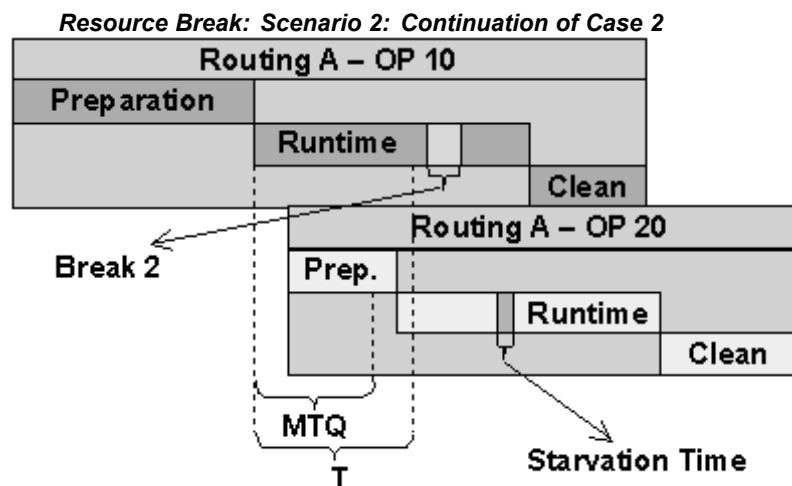 Resource Break: Scenario 2: Continuation of Case 2
Routing A – OP 10
Preparation
Runtime
Clean
Routing A – OP 20
Break 2
Prep.
Runtime
Clean
MTQ
T
Starvation Time